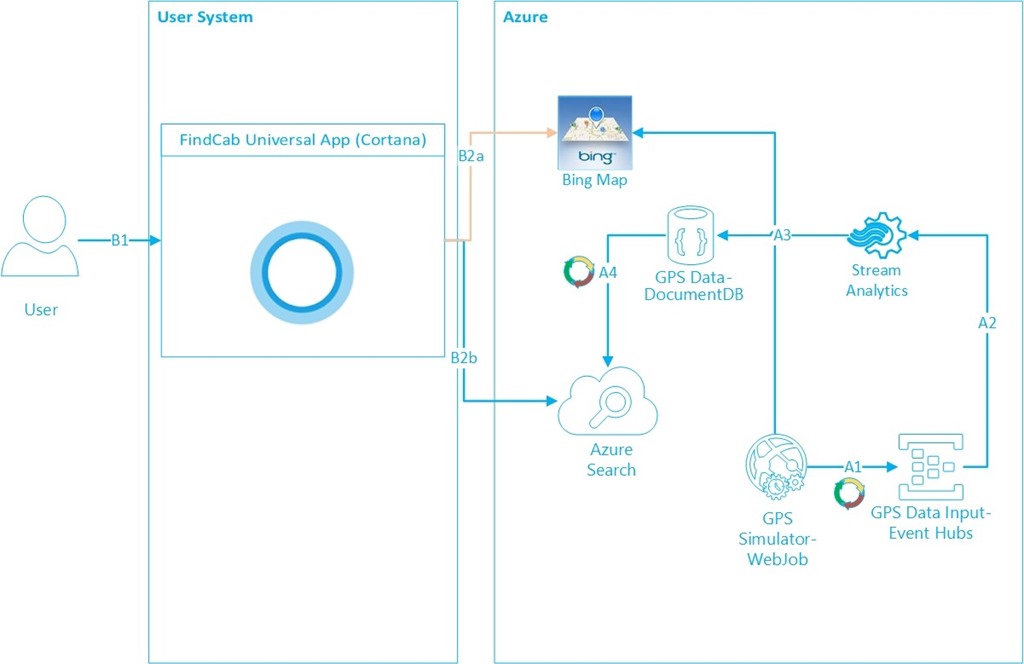 User System
Azure
FindCab Universal App (Cortana)
B2a
bing
Bing Map
B1
User
A3
GPS Data-
DocumentDB
A4
Stream
Analytics
A2
B2b
Azure
Search
A1
GPS
Simulator-
WebJob
GPS Data Input-
Event Hubs